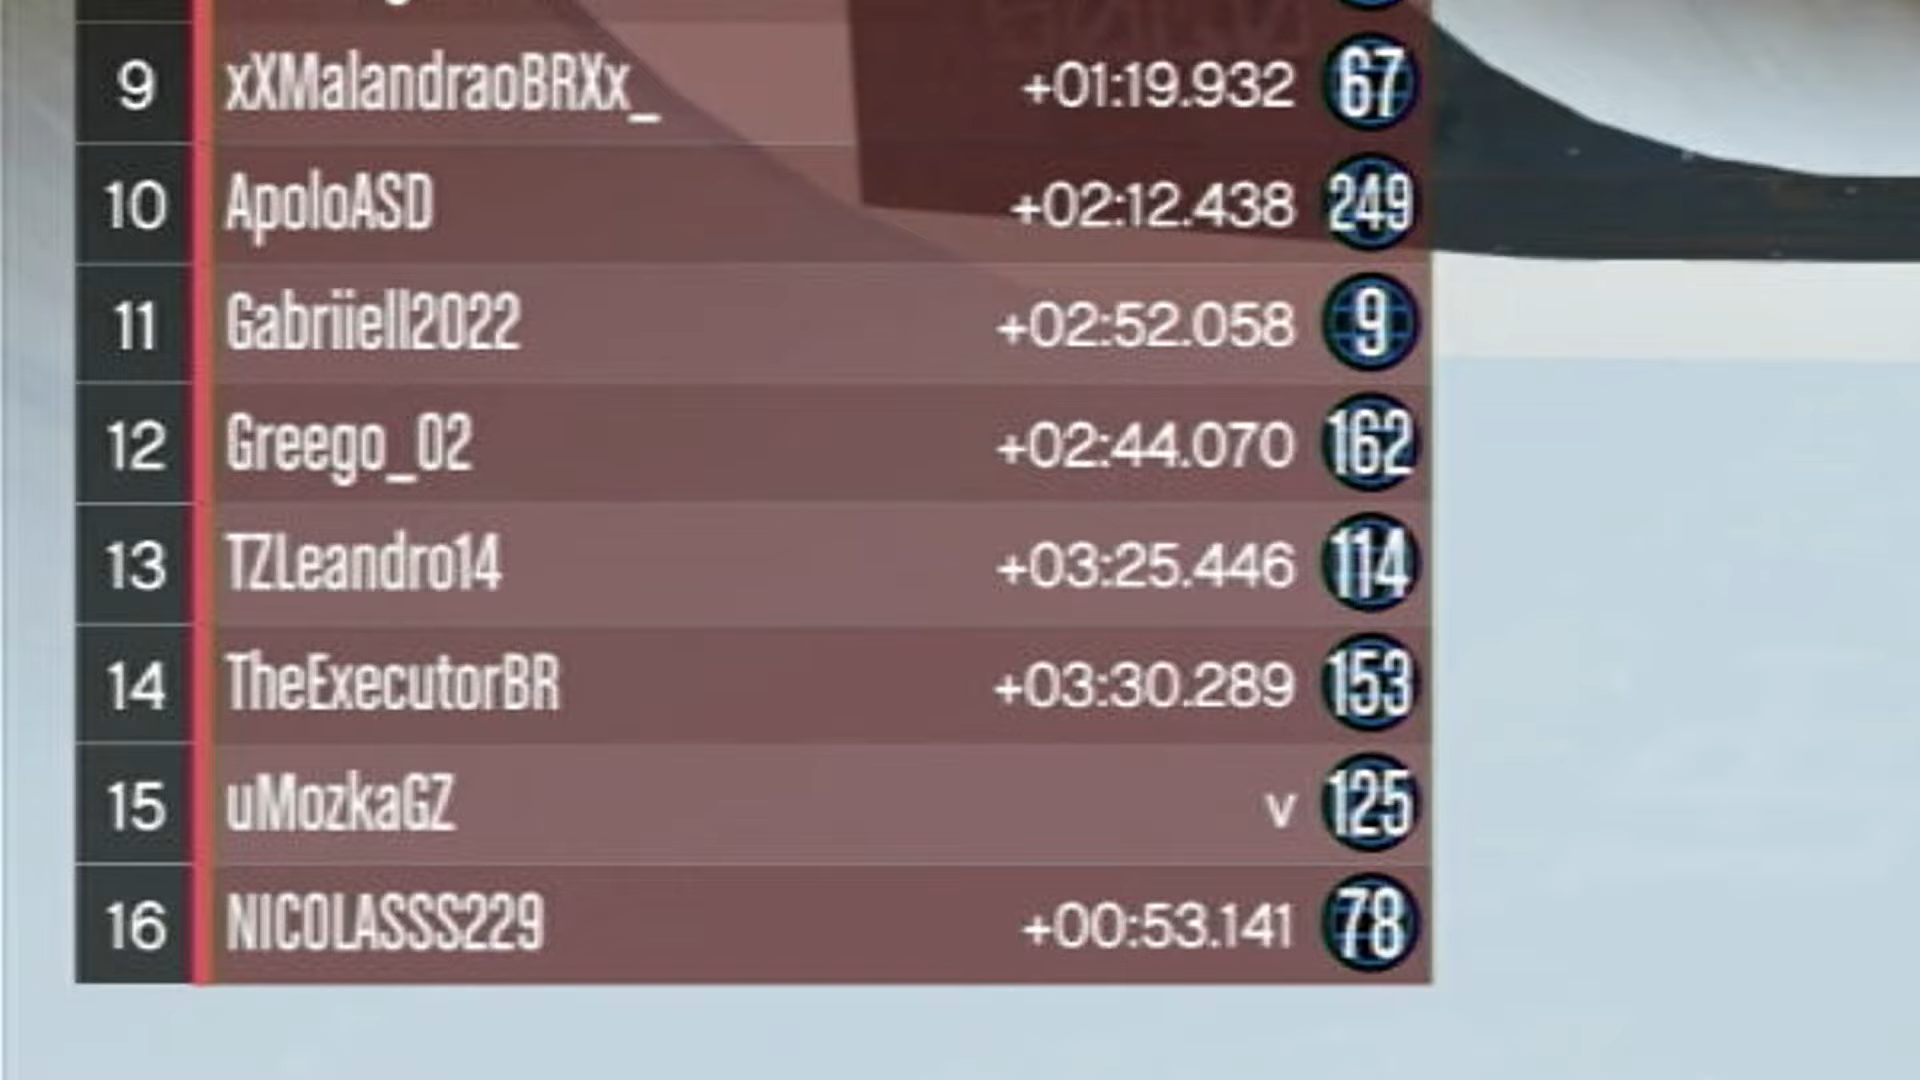 9 xXMalandraoBRXx_ +01:19.932 67
10 ApoloASD +02:12.438 249
11 Gabriiell2022 +02:52.058 9
12 Greego_02 +02:44.070 162
13 TZLeandro14 +03:25.446 114
14 TheExecutorBR +03:30.289 153
15 uMozkaGZ v 125
16 NICOLASSS229 +00:53.141 78